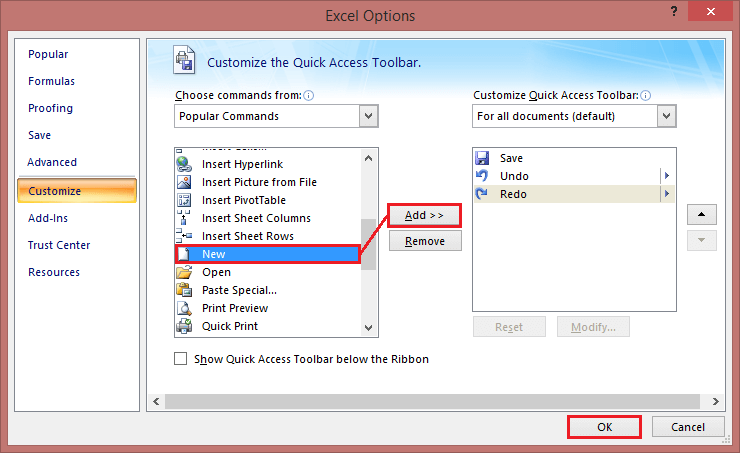 Excel Options
?
Popular
Formulas
Proofing
Save
Advanced
Customize
Add-Ins
Trust Center
Resources
Customize the Quick Access Toolbar.
Choose commands from:
Popular Commands
Insert Hyperlink
Insert Picture from File
Insert PivotTable
Insert Sheet Columns
Insert Sheet Rows
New
Open
Paste Special...
Print Preview
Quick Print
Add >>
Remove
Customize Quick Access Toolbar:
For all documents (default)
Save
Undo
Redo
Reset
Modify...
Show Quick Access Toolbar below the Ribbon
OK
Cancel